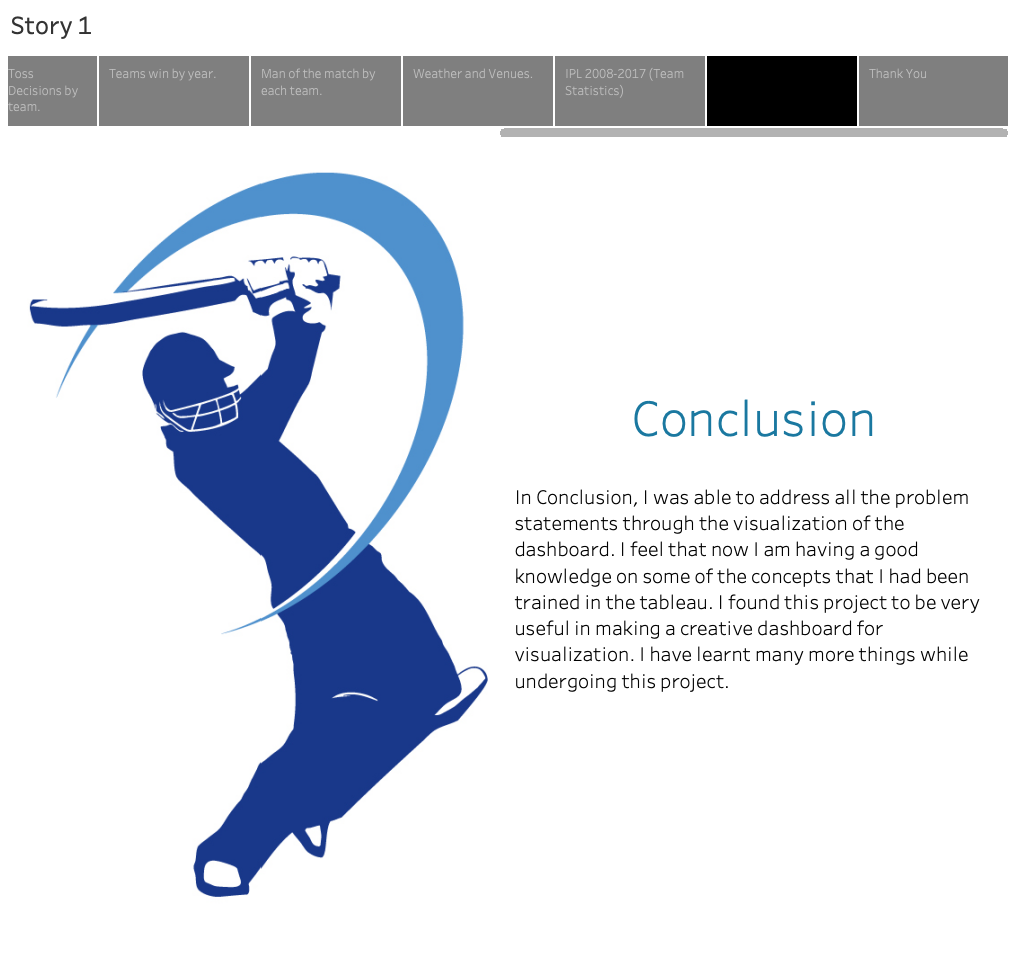 Story 1
Toss
Decisions by
team.
Teams win by year.
Man of the match by
each team.
Weather and Venues.
IPL 2008-2017 (Team
Statistics)
Thank You
Conclusion
In Conclusion, I was able to address all the problem
statements through the visualization of the
dashboard. I feel that now I am having a good
knowledge on some of the concepts that I had been
trained in the tableau. I found this project to be very
useful in making a creative dashboard for
visualization. I have learnt many more things while
undergoing this project.